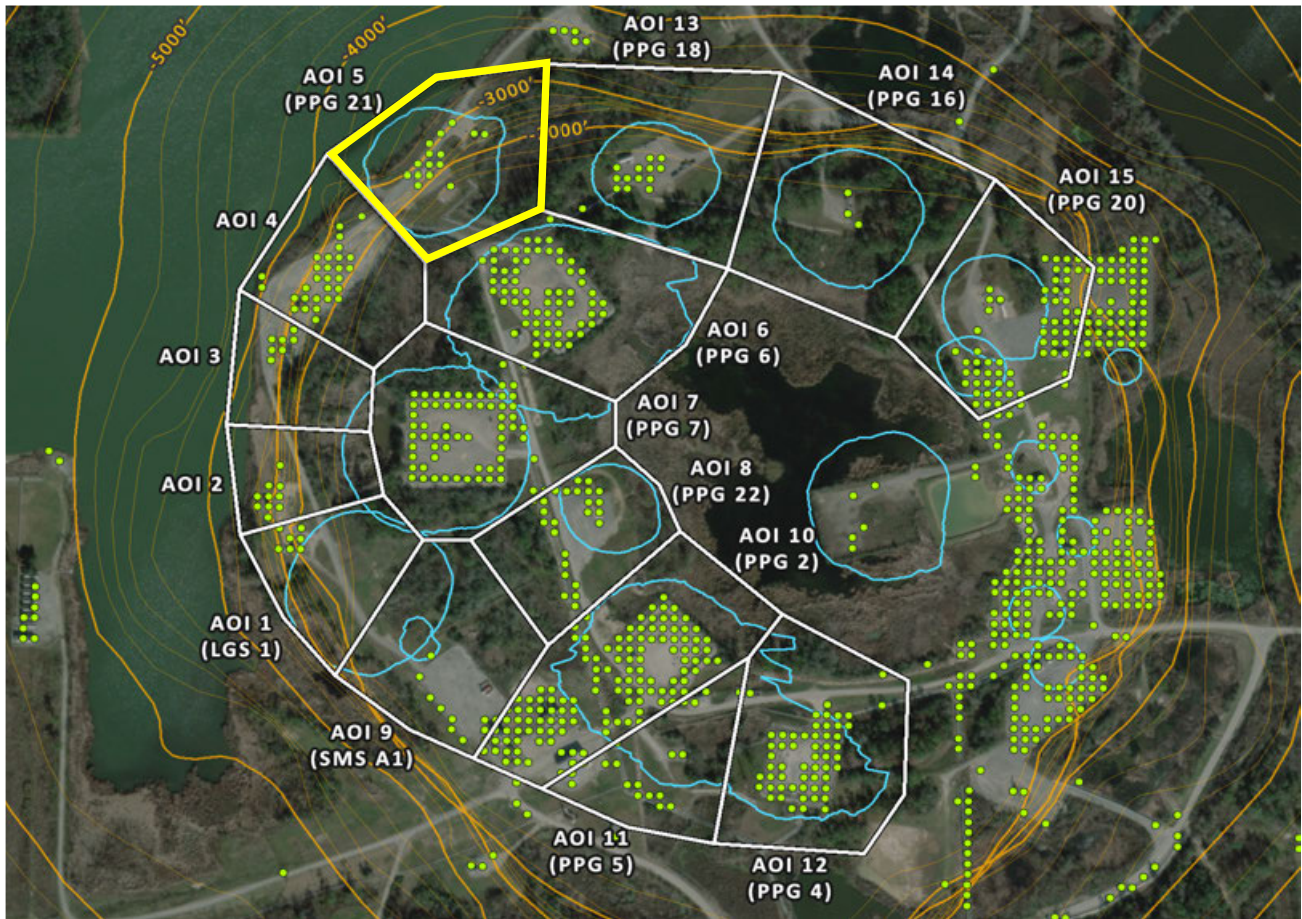 -5000'
-4000'
AOI 13
(PPG 18)
AOI 5
(PPG 21)
AOI 14
(PPG 16)
-3000'
000'
AOI 15
(PPG 20)
AOI 4
AOI 6
(PPG 6)
AOI 3
AOI 7
(PPG 7)
AOI 8
(PPG 22)
AOI 2
AOI 10
(PPG 2)
AOI 1
(LGS 1)
AOI 9
(SMS A1)
AOI 11
(PPG 5)
AOI 12
(PPG 4)